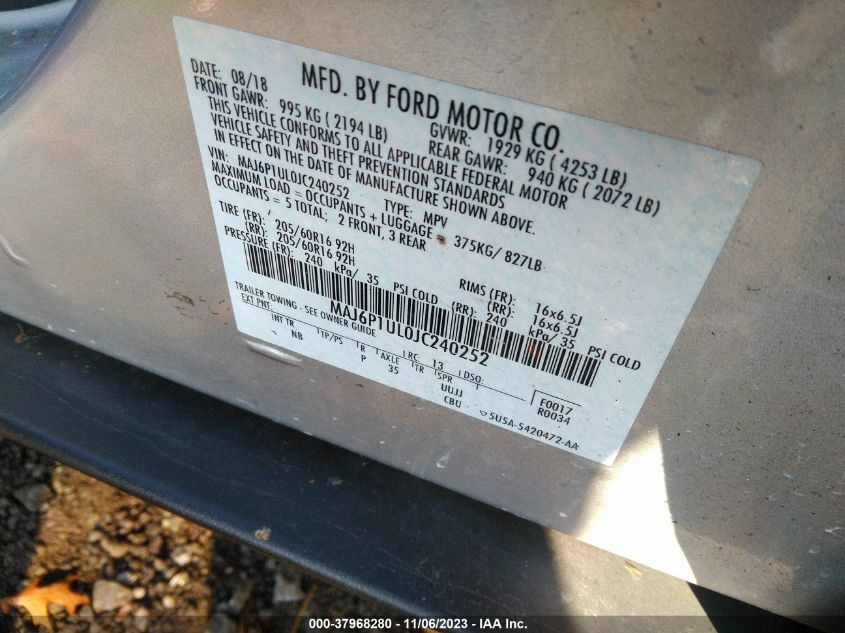 MFD. BY FORD MOTOR CO.
DATE: 08/18 GVWR: 1929 KG ( 4253 LB)
FRONT GAWR: 995 KG ( 2194 LB) REAR GAWR: 940 KG ( 2072 LB)
THIS VEHICLE CONFORMS TO ALL APPLICABLE FEDERAL MOTOR
VEHICLE SAFETY AND THEFT PREVENTION STANDARDS
IN EFFECT ON THE DATE OF MANUFACTURE SHOWN ABOVE.
VIN: MAJ6P1UL0JC240252 TYPE: MPV
MAXIMUM LOAD = OCCUPANTS + LUGGAGE = 375KG/ 827LB
OCCUPANTS = 5 TOTAL; 2 FRONT, 3 REAR
TIRE (FR): 205/60R16 92H RIMS (FR): 16x6.5J
(RR): 205/60R16 92H (RR): 16x6.5J
PRESSURE (FR): 240 kPa/ 35 PSI COLD (RR): 240 kPa/ 35 PSI COLD
MAJ6P1UL0JC240252
TRAILER TOWING - SEE OWNER GUIDE
EXT PNT: RC: 13 DSO: F0017
INT TR TP/PS R AXLE TR SPR R0034
NB P 35 UUJJ
CBU 5U5A-5420472-AA
000-37968280 - 11/06/2023 - IAA Inc.